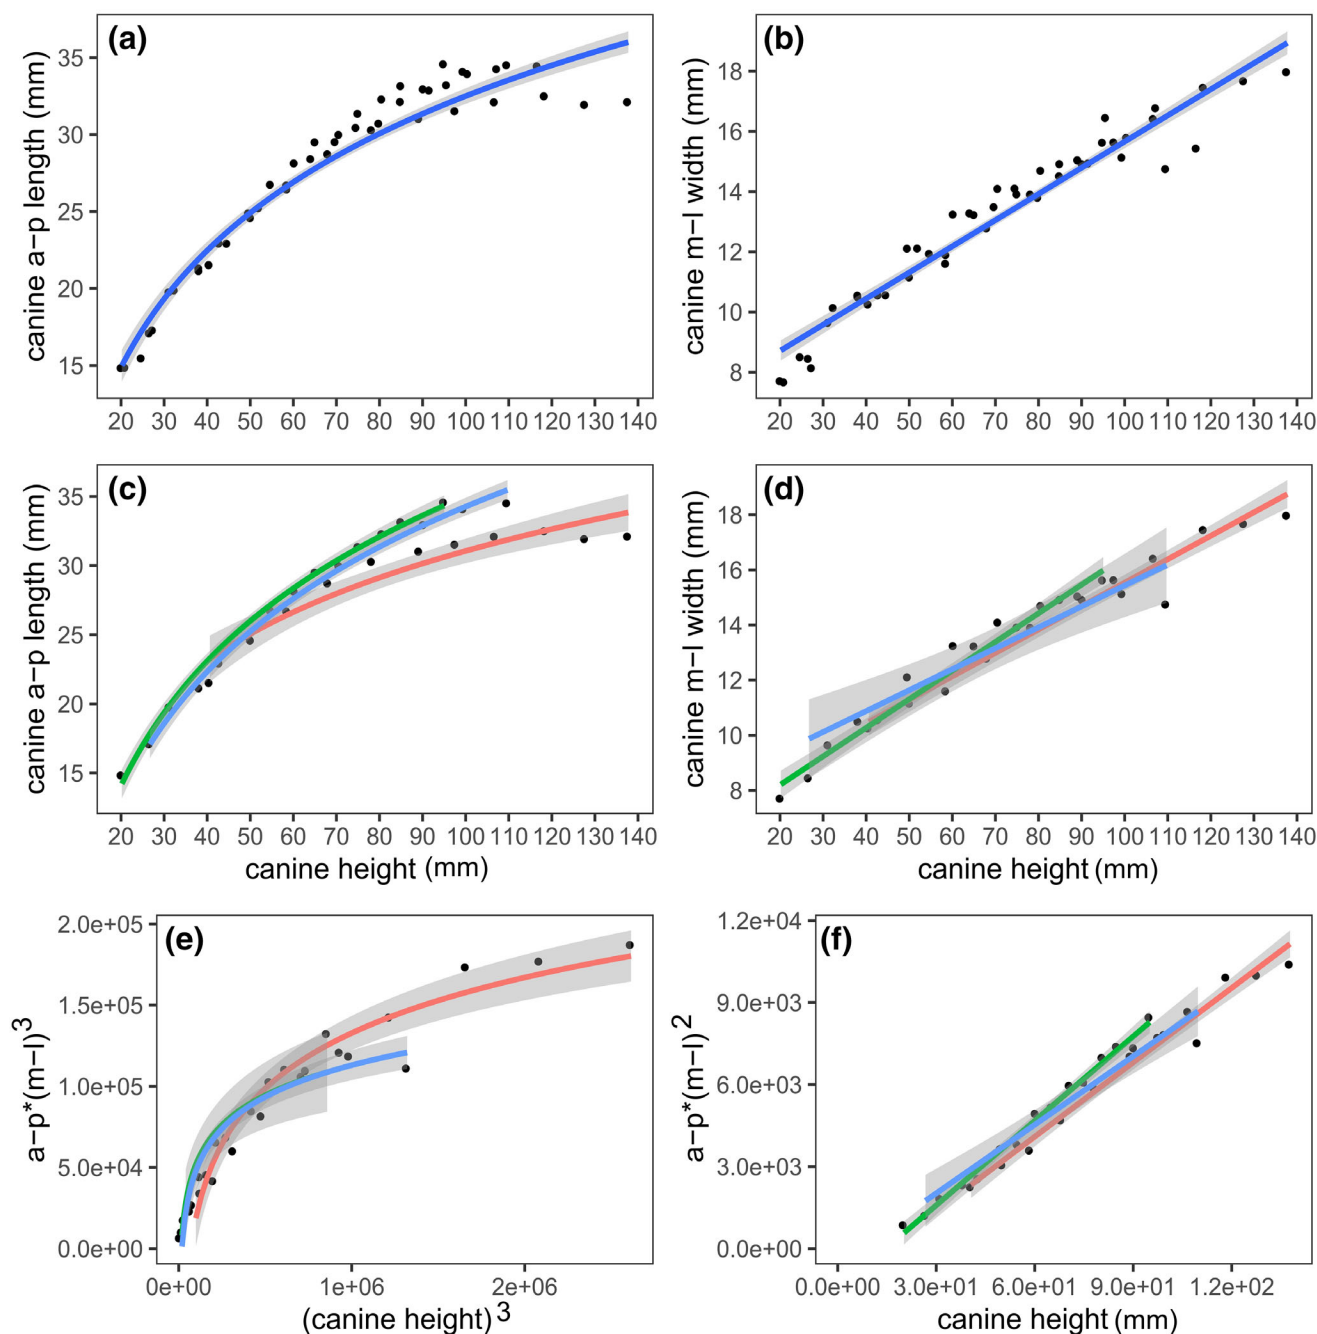 (a)
canine a−p length (mm)
35
30
25
20
15
20 30 40 50 60 70 80 90 100 110 120 130 140
(b)
canine m−l width (mm)
18
16
14
12
10
8
20 30 40 50 60 70 80 90 100 110 120 130 140
(c)
canine a−p length (mm)
35
30
25
20
15
20 30 40 50 60 70 80 90 100 110 120 130 140
canine height (mm)
(d)
canine m−l width (mm)
18
16
14
12
10
8
20 30 40 50 60 70 80 90 100 110 120 130 140
canine height (mm)
(e)
a−p*(m−l)3
2.0e+05
1.5e+05
1.0e+05
5.0e+04
0.0e+00
0e+00 1e+06 2e+06
(canine height)3
(f)
a−p*(m−l)2
1.2e+04
9.0e+03
6.0e+03
3.0e+03
0.0e+00
0.0e+00 3.0e+01 6.0e+01 9.0e+01 1.2e+02
canine height (mm)